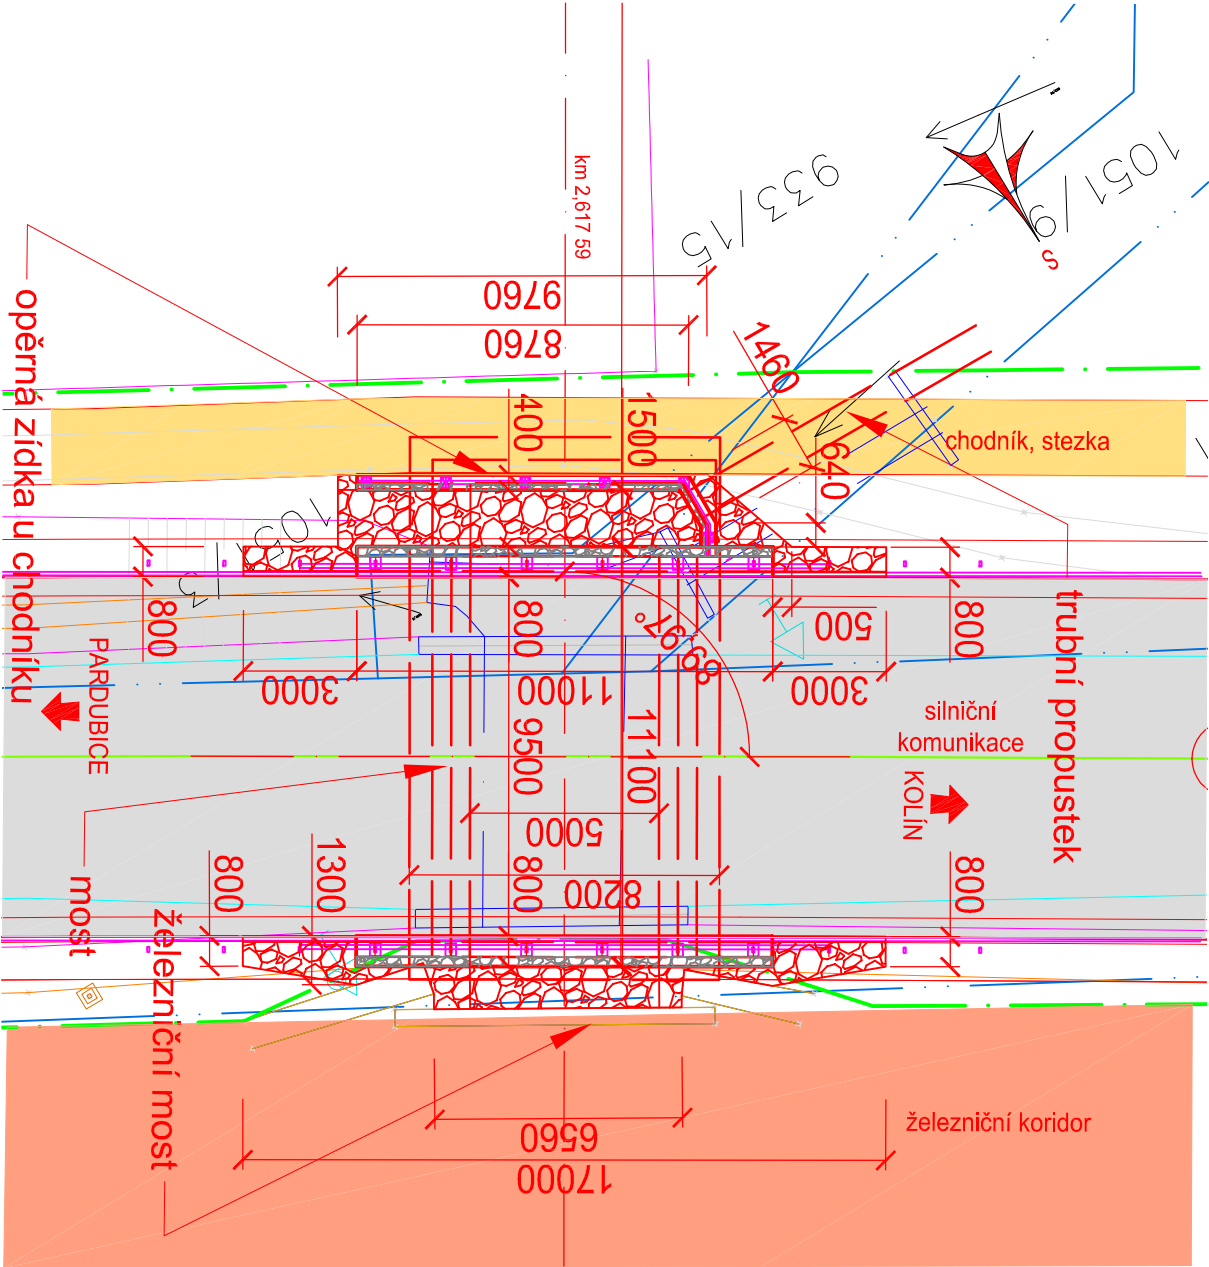 1051/9
933/15
S
km 2,617 59
9760
8760
1460
400
1500
640
chodník, stezka
opěrná zídka u chodníku
800
800
500
800
89.97°
3000
11000
3000
trubní propustek
PARDUBICE
silniční
komunikace
KOLÍN
9500
11100
5000
8200
800
1300
800
800
most
železniční most
6560
17000
železniční koridor